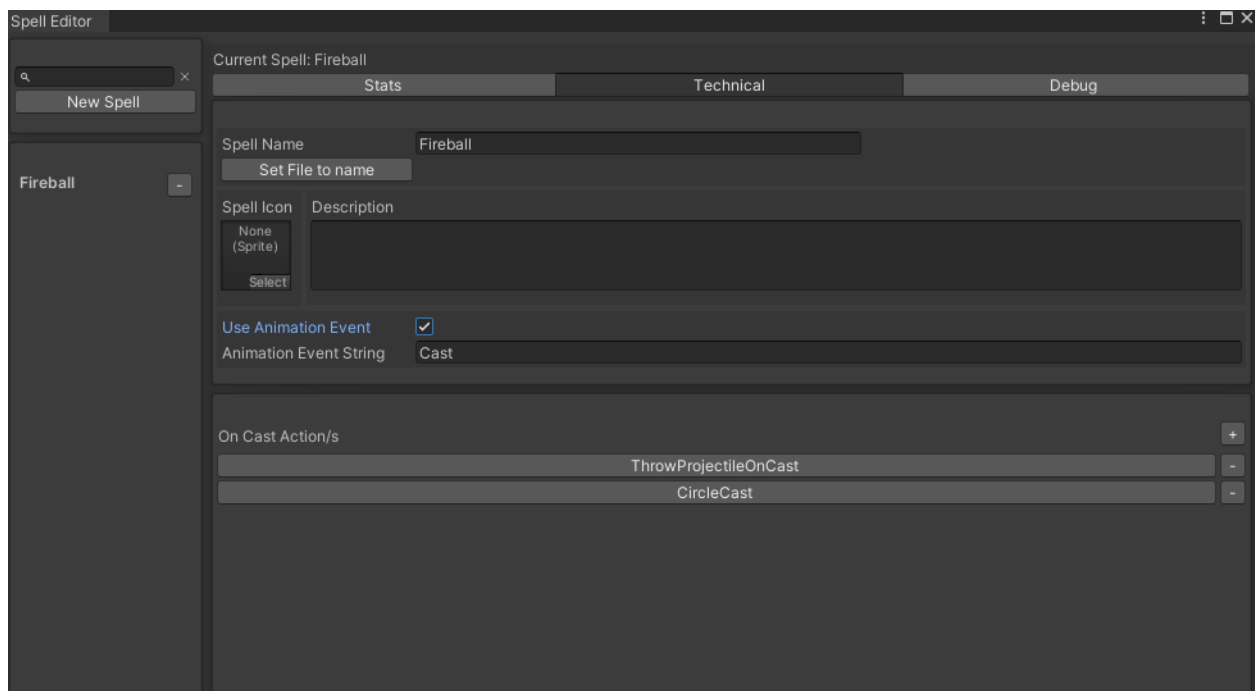 Spell Editor
Current Spell: Fireball
New Spell
Stats
Technical
Debug
Fireball
-
Spell Name
Fireball
Set File to name
Spell Icon
Description
None
(Sprite)
Select
Use Animation Event
Animation Event String
Cast
On Cast Action/s
+
ThrowProjectileOnCast
-
CircleCast
-